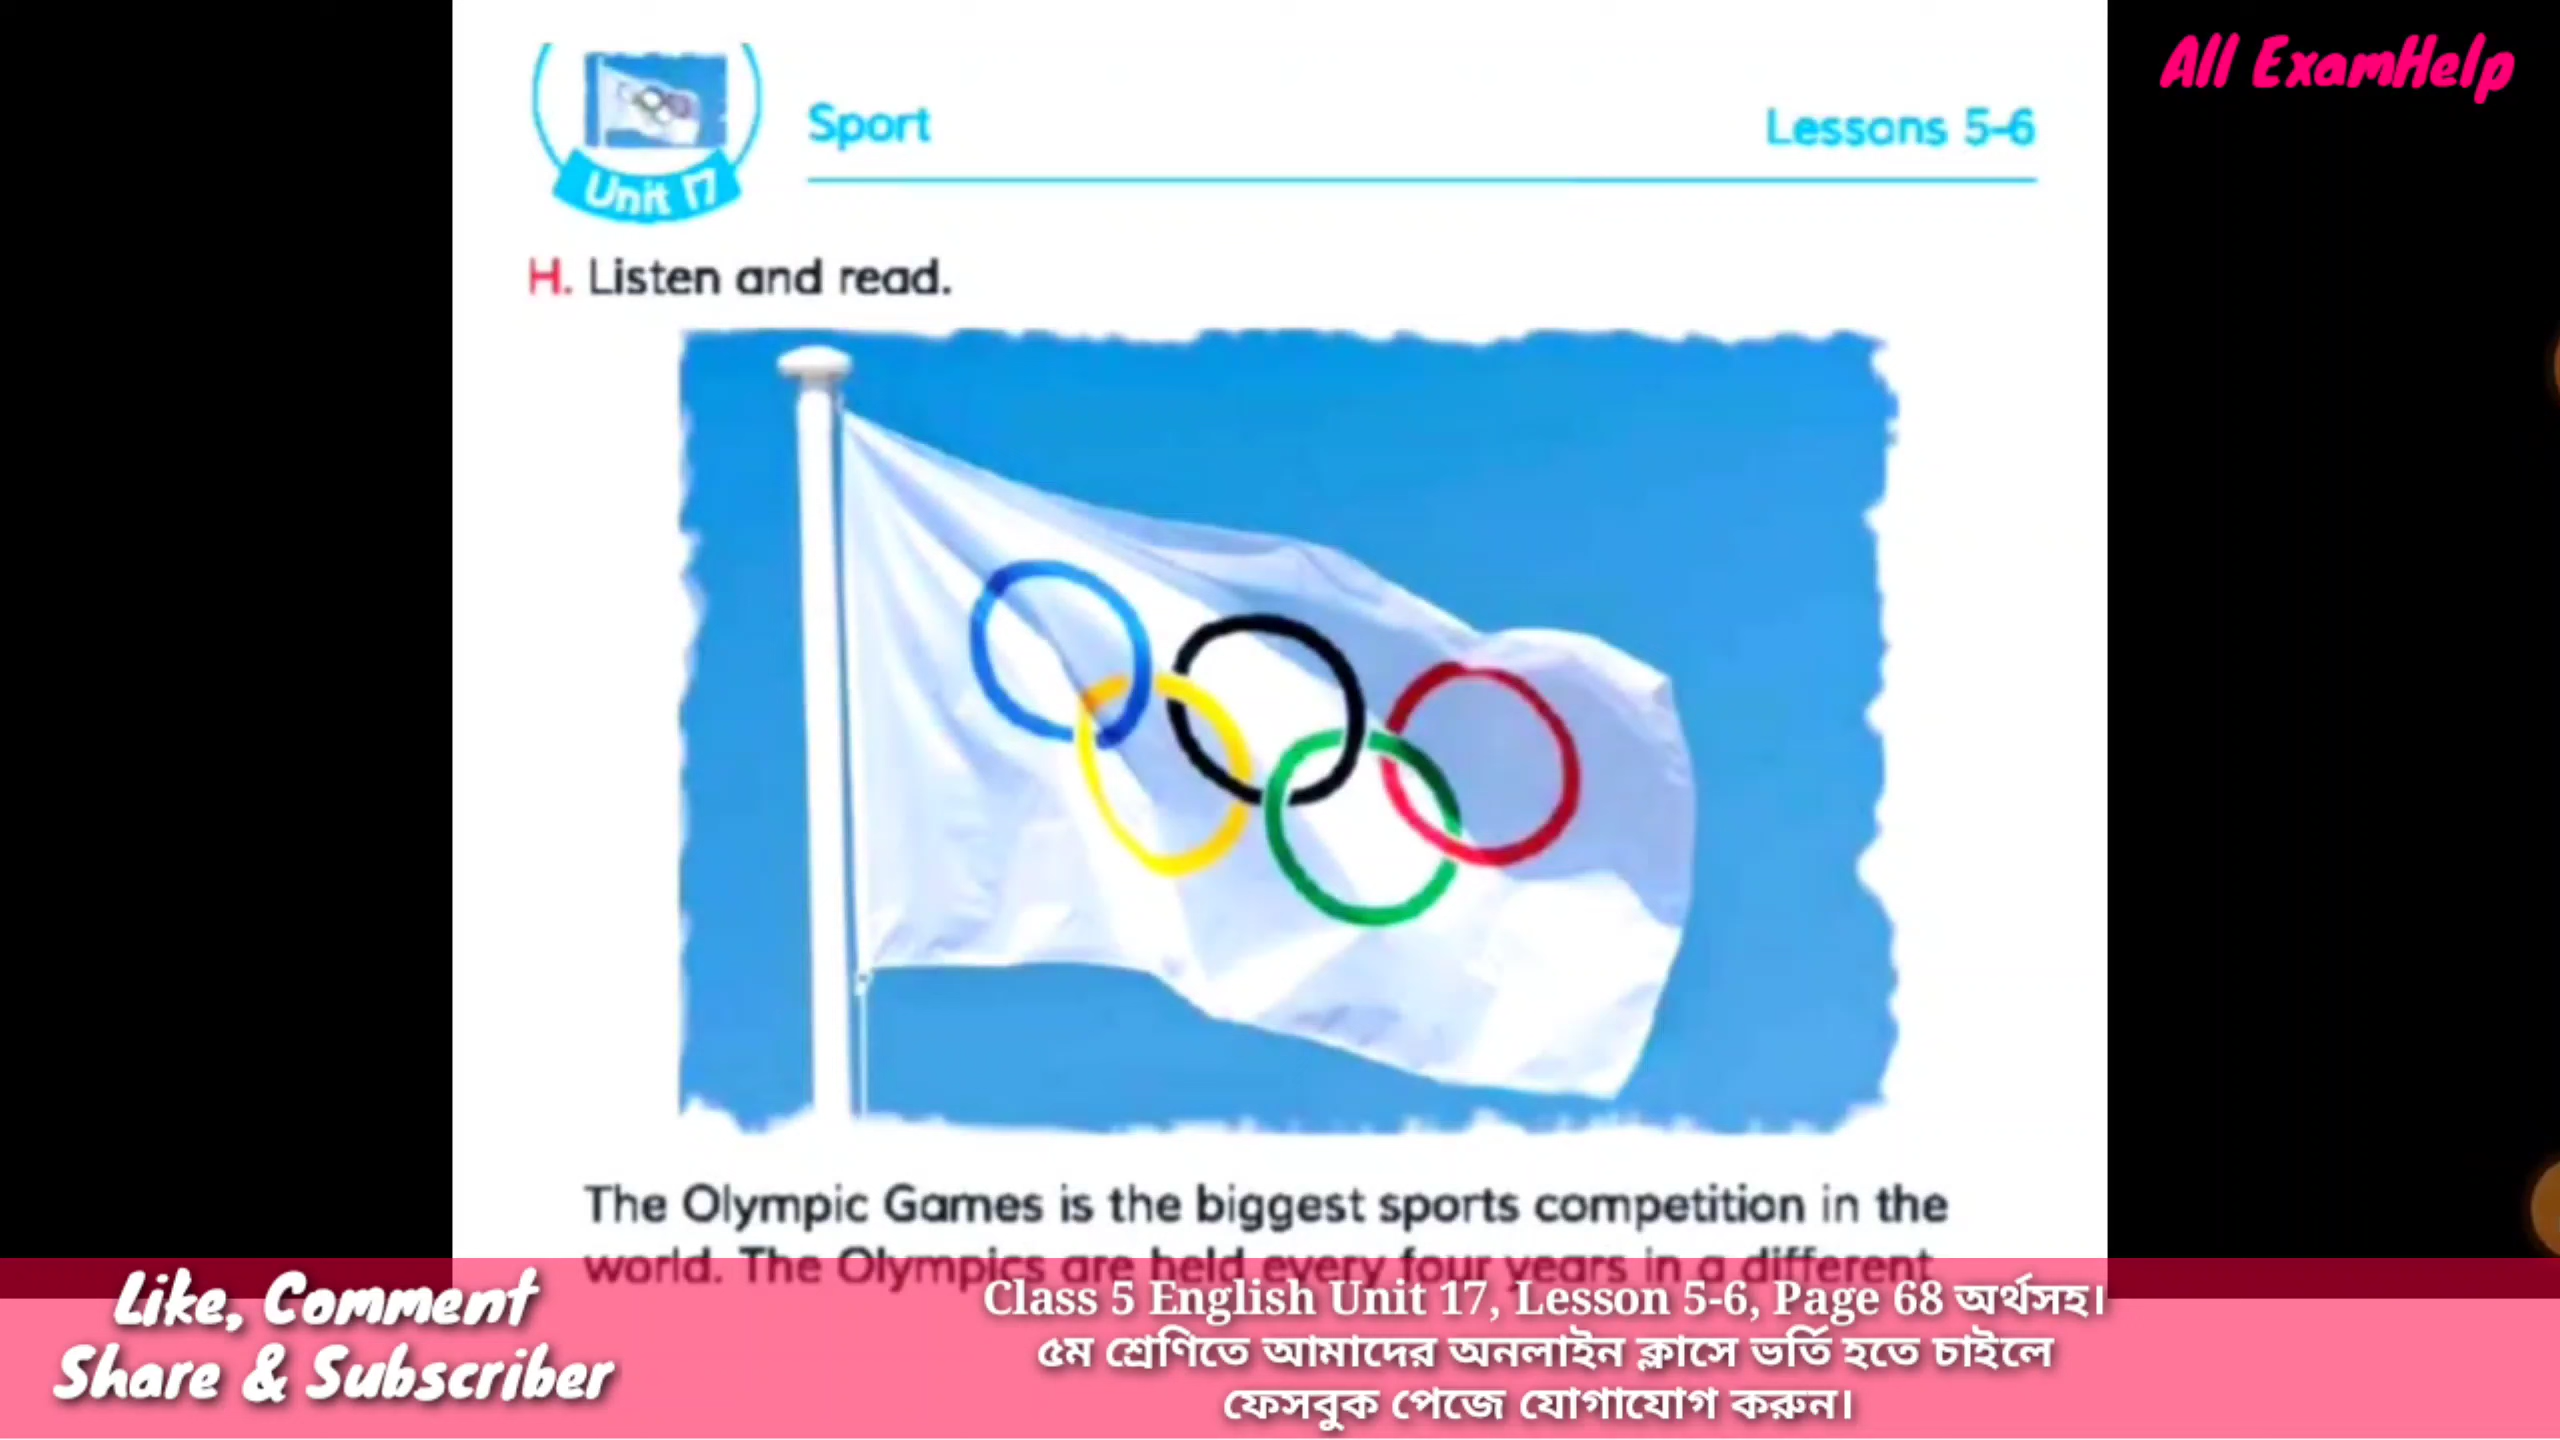 All ExamHelp
Sport
Lessons 5-6
Unit 17
H. Listen and read.
The Olympic Games is the biggest sports competition in the
world. The Olympics are held every four years in a different
Like, Comment
Share & Subscriber
Class 5 English Unit 17, Lesson 5-6, Page 68 অর্থসহ।
৫ম শ্রেণিতে আমাদের অনলাইন ক্লাসে ভর্তি হতে চাইলে
ফেসবুক পেজে যোগাযোগ করুন।